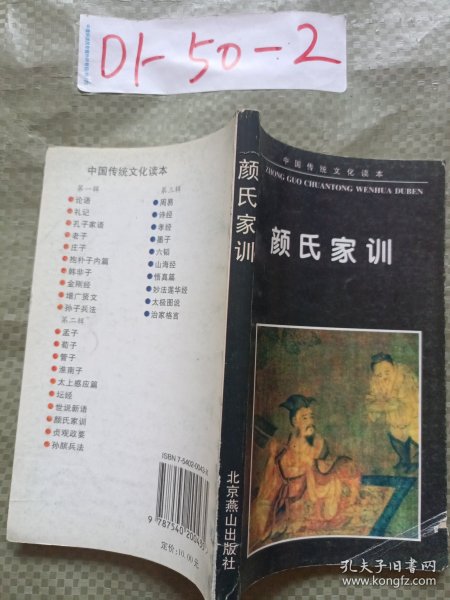 D1-50-2
中国传统文化读本
第一辑
论语
礼记
孔子家语
老子
庄子
抱朴子内篇
韩非子
金刚经
增广贤文
孙子兵法
第二辑
孟子
荀子
管子
淮南子
太上感应篇
坛经
世说新语
颜氏家训
贞观政要
孙膑兵法
第三辑
周易
诗经
孝经
墨子
六韬
山海经
悟真篇
妙法莲华经
太极图说
治家格言
ISBN7-5402-0043-X
9787540200435
定价:10.00元
颜氏家训
北京燕山出版社
中国传统文化读本
ZHONG GUO CHUANTONG WENHUA DUBEN
颜氏家训
孔夫子旧书网
www.kongfz.com